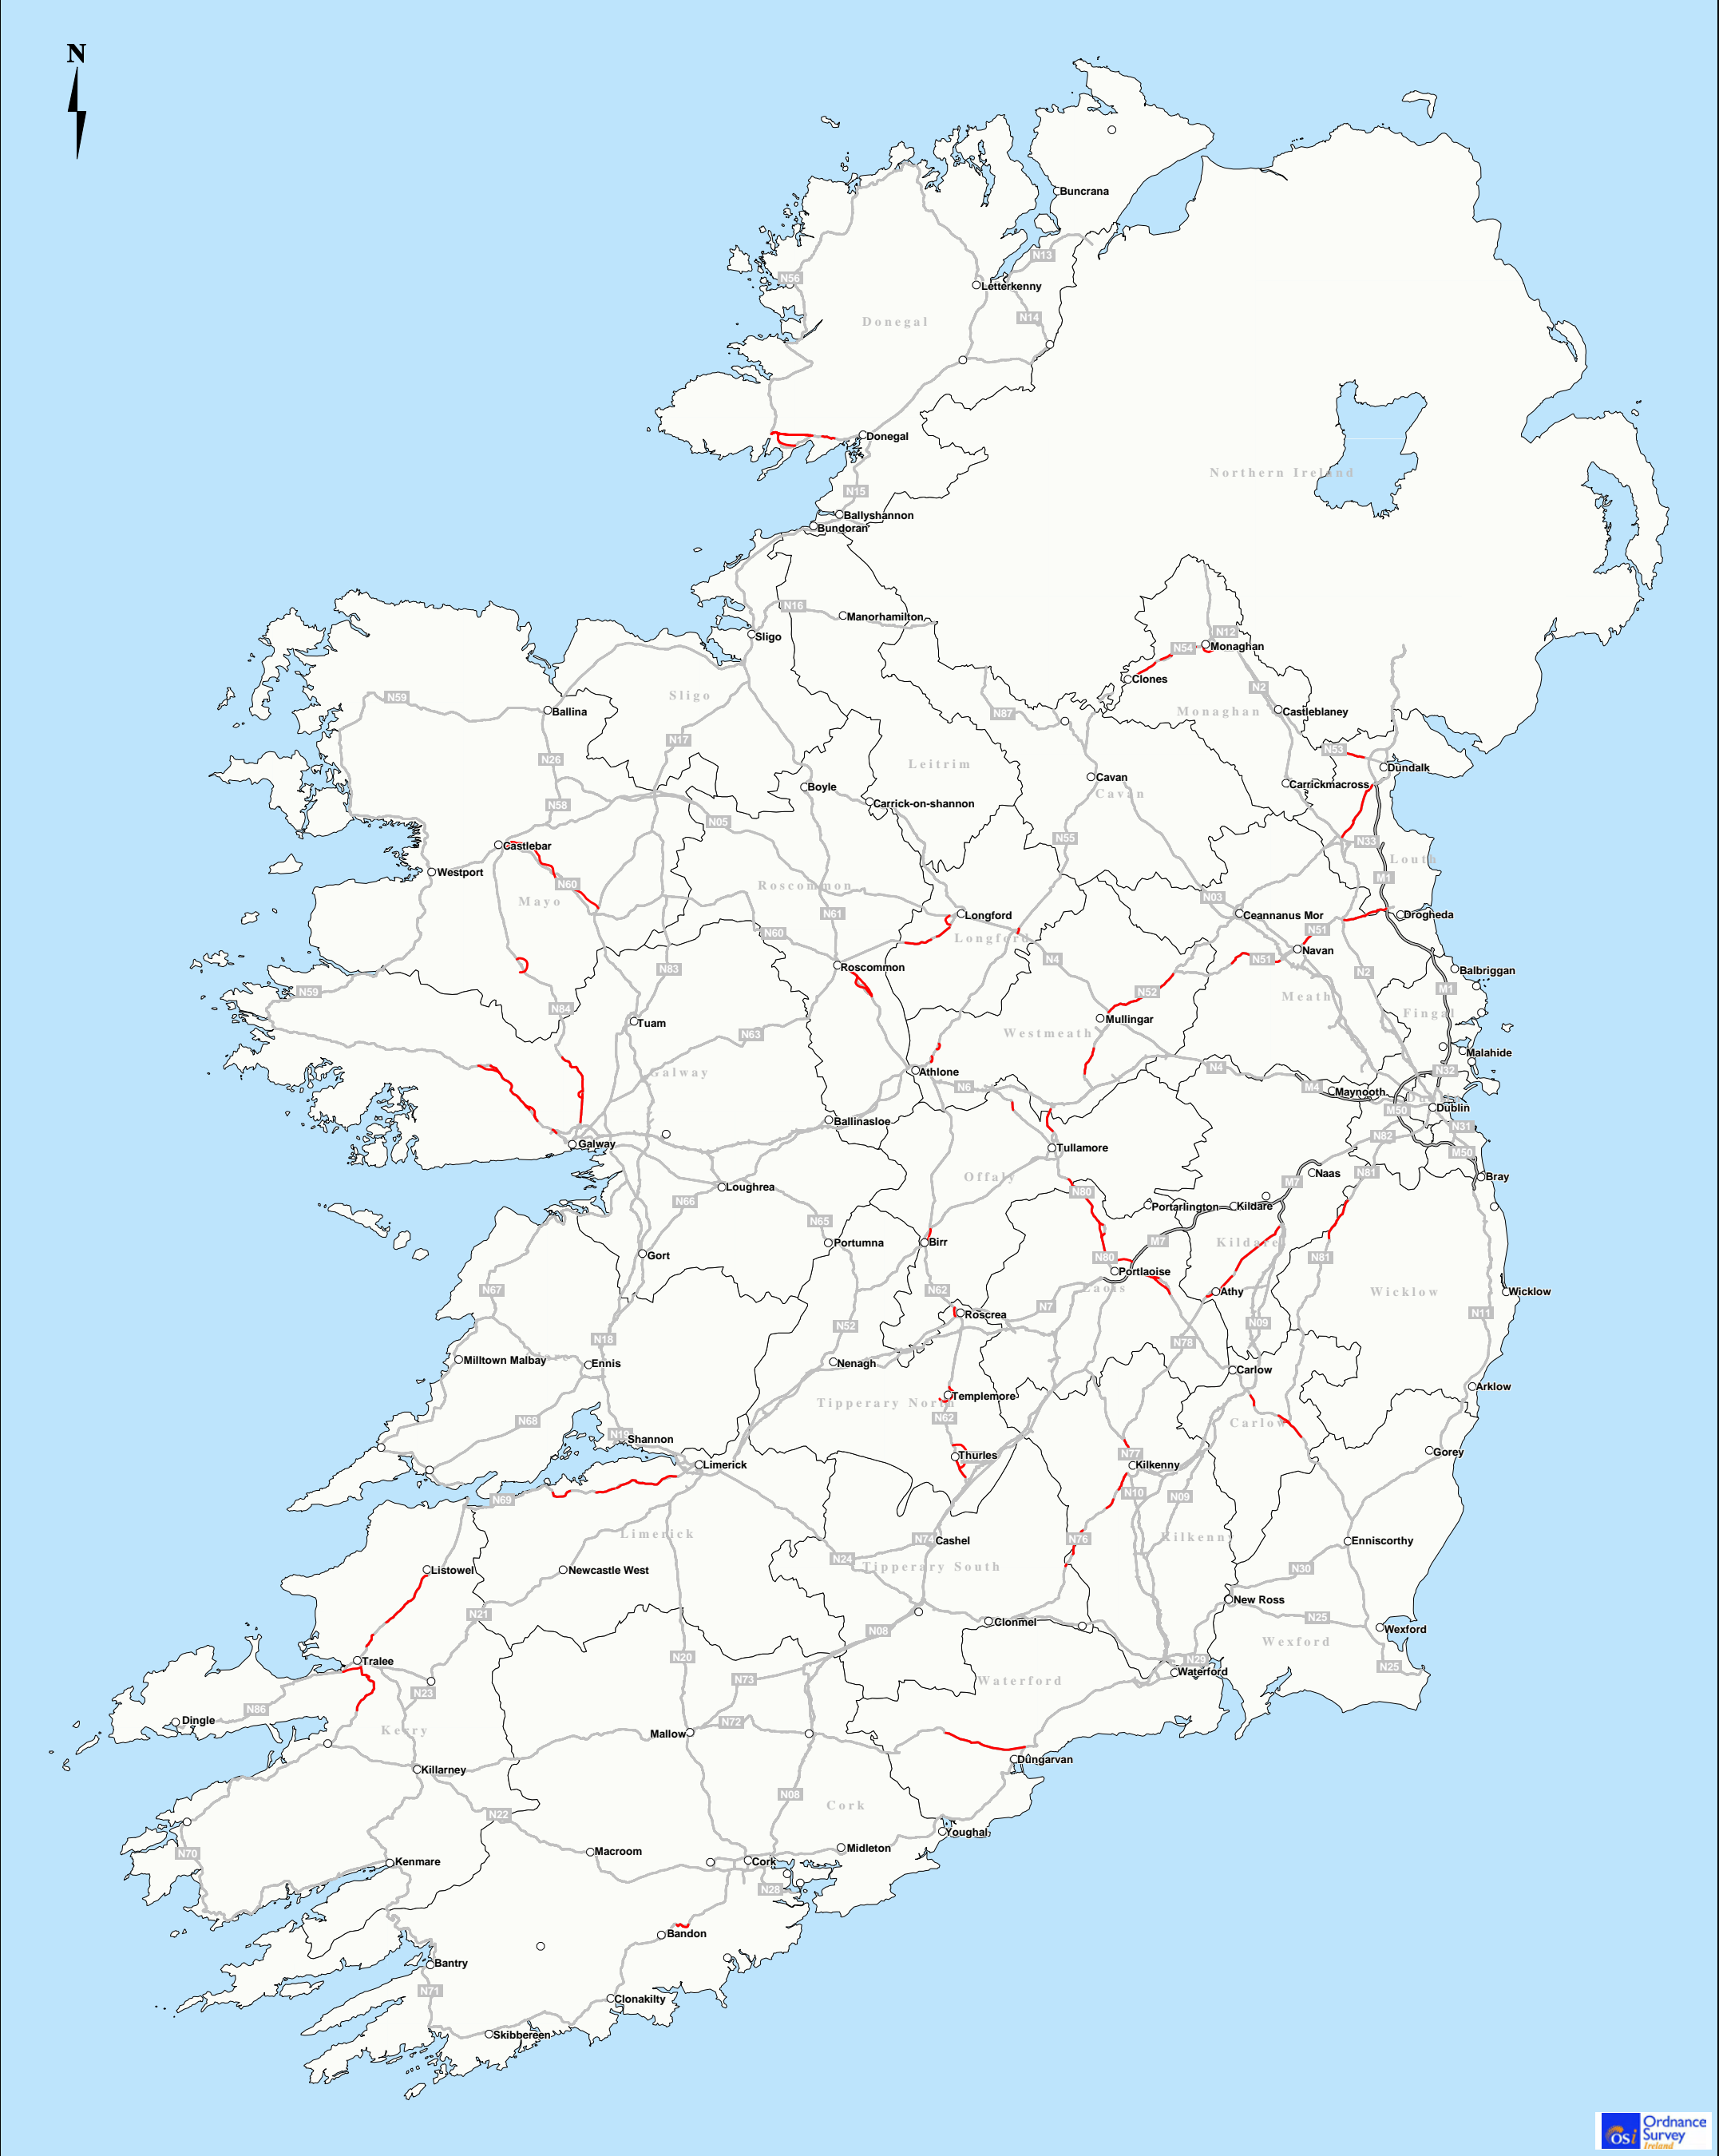 N
Buncrana
N13
N56
Letterkenny
N14
Donegal
Donegal
Northern Ireland
N15
Ballyshannon
Bundoran
N16
Manorhamilton
Sligo
N12
N54
Monaghan
Clones
N2
N59
Sligo
Ballina
N87
Monaghan
Castleblaney
N17
N53
N26
Leitrim
Dundalk
Cavan
Boyle
Carrickmacross
Cavan
N58
Carrick-on-shannon
N05
N55
N33
Castlebar
Louth
Westport
N60
M1
Roscommon
N03
Mayo
N61
Longford
Ceannanus Mor
Drogheda
N60
N51
Longford
Navan
N4
N51
Roscommon
N83
Balbriggan
N2
N59
N52
M1
Meath
N84
Fingal
Tuam
Mullingar
N63
Westmeath
Malahide
N4
N32
Galway
Athlone
N6
M4
Maynooth
Dublin
M50
Ballinasloe
N31
N82
Galway
Tullamore
M50
Naas
N81
Offaly
Bray
M7
Loughrea
N80
N66
Portarlington
Kildare
N65
Birr
Portumna
M7
Kildare
Gort
N80
N81
Portlaoise
N67
N62
Laois
Athy
Wicklow
Wicklow
N7
Roscrea
N11
N52
N09
N18
N78
Milltown Malbay
Ennis
Nenagh
Carlow
Arklow
Templemore
Tipperary North
N62
N68
Carlow
N19
Shannon
Gorey
N77
Thurles
Limerick
Kilkenny
N10
N09
N69
Limerick
Kilkenny
N76
N74
Cashel
Enniscorthy
N24
Tipperary South
N30
Listowel
Newcastle West
New Ross
N21
N25
Clonmel
Wexford
N08
Wexford
N20
Tralee
N29
N25
Waterford
N73
Waterford
N23
N86
Dingle
N72
Kerry
Mallow
Dûngarvan
Killarney
N08
Cork
N22
Youghal
N70
Midleton
Macroom
Kenmare
Cork
N28
Bandon
Bantry
N71
Clonakilty
Skibbereen
osi
Ordnance
Survey
Ireland